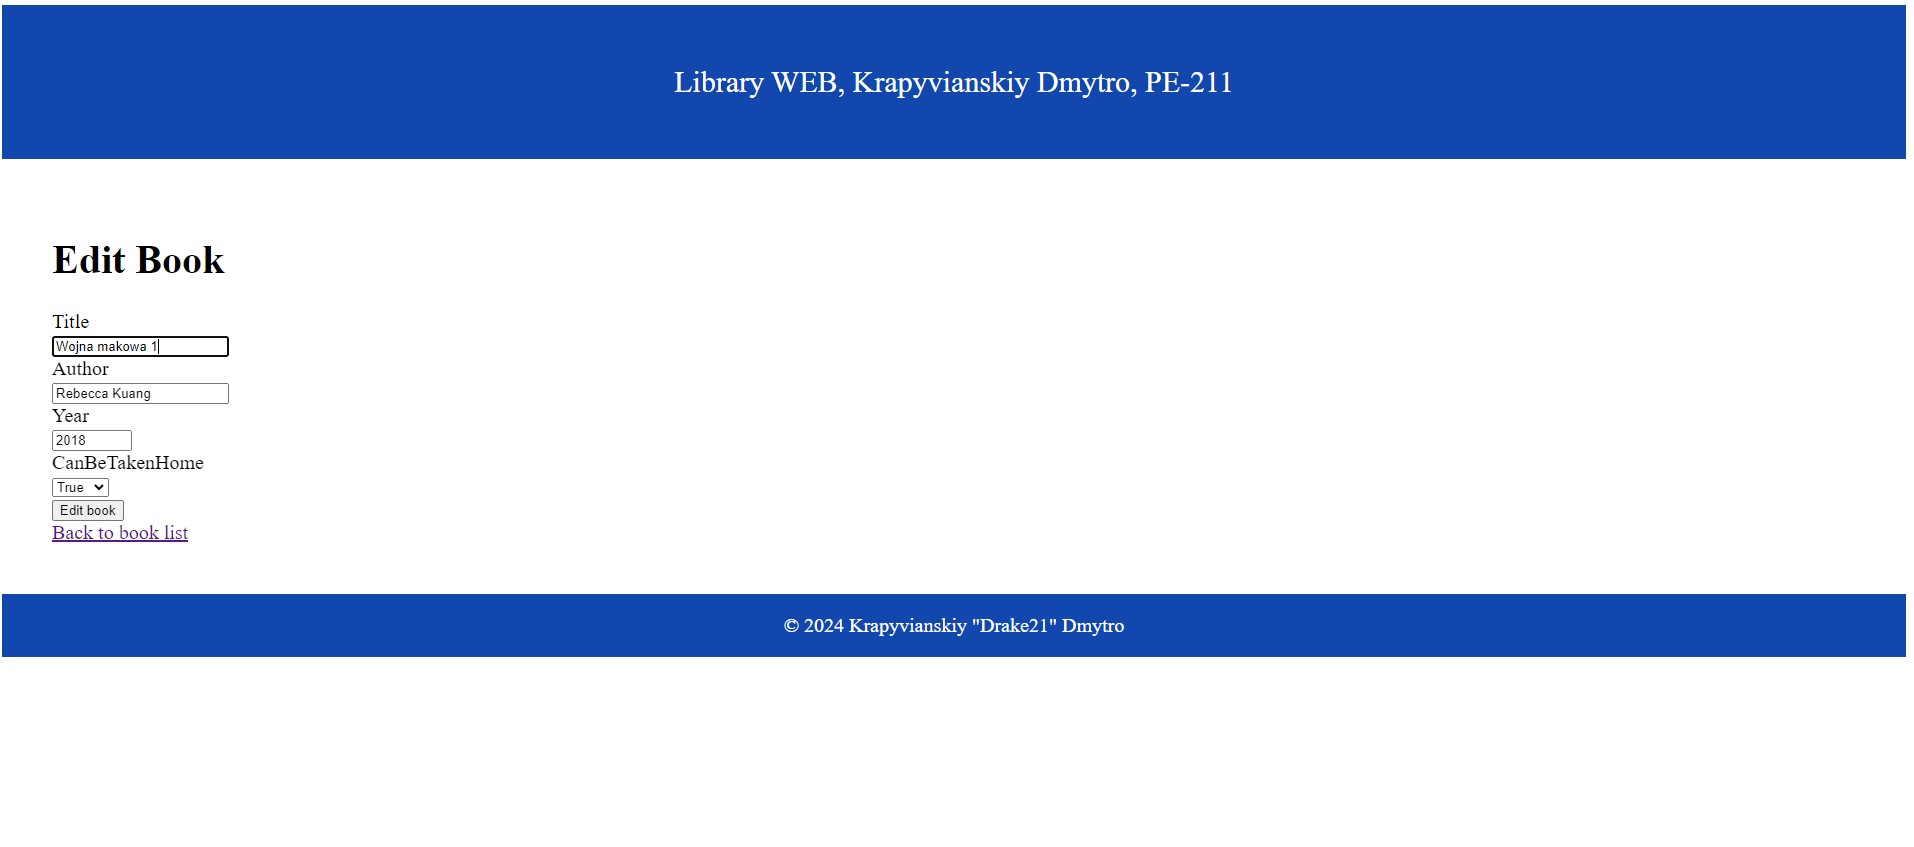 Library WEB, Krapyvianskiy Dmytro, PE-211
Edit Book
Title
Wojna makowa 1
Author
Rebecca Kuang
Year
2018
CanBeTakenHome
True
Edit book
Back to book list
© 2024 Krapyvianskiy "Drake21" Dmytro